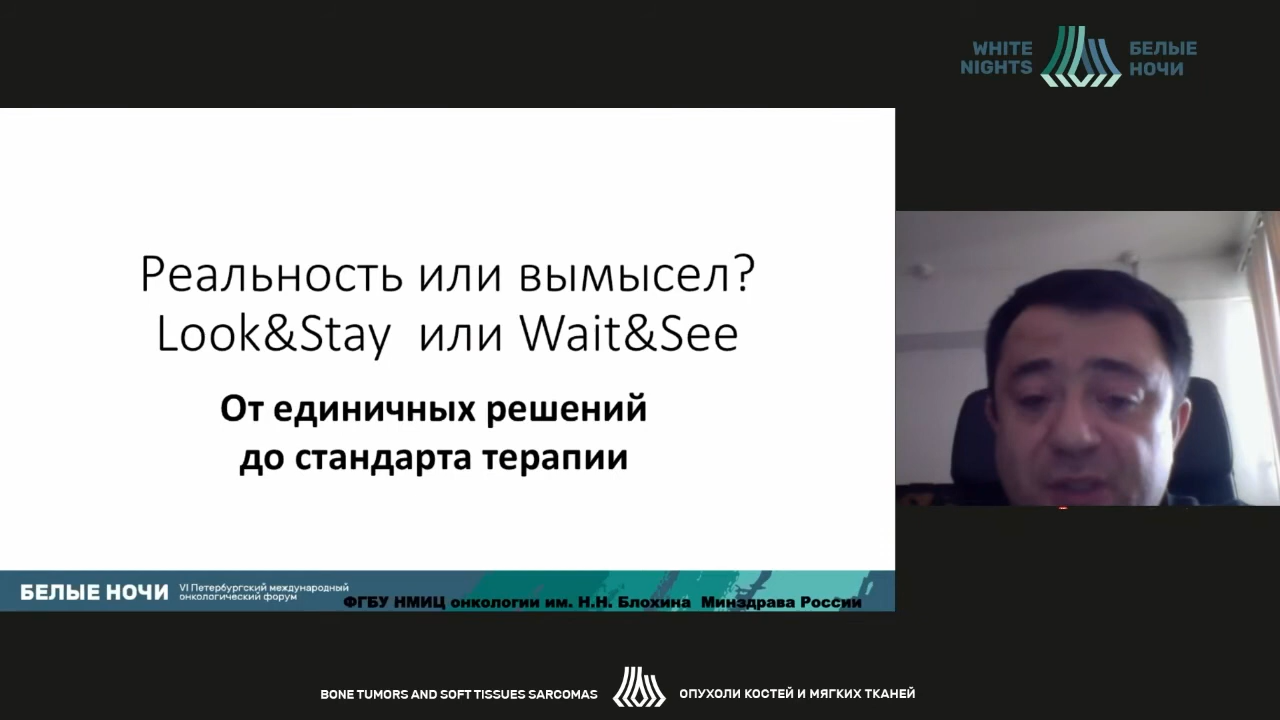 WHITE
NIGHTS
БЕЛЫЕ
НОЧИ
Реальность или вымысел?
Look&Stay или Wait&See
От единичных решений
до стандарта терапии
БЕЛЫЕ НОЧИ
VI Петербургский международный
онкологический форум
ФГБУ НМИЦ онкологии им. Н.Н. Блохина Минздрава России
BONE TUMORS AND SOFT TISSUES SARCOMAS
ОПУХОЛИ КОСТЕЙ И МЯГКИХ ТКАНЕЙ